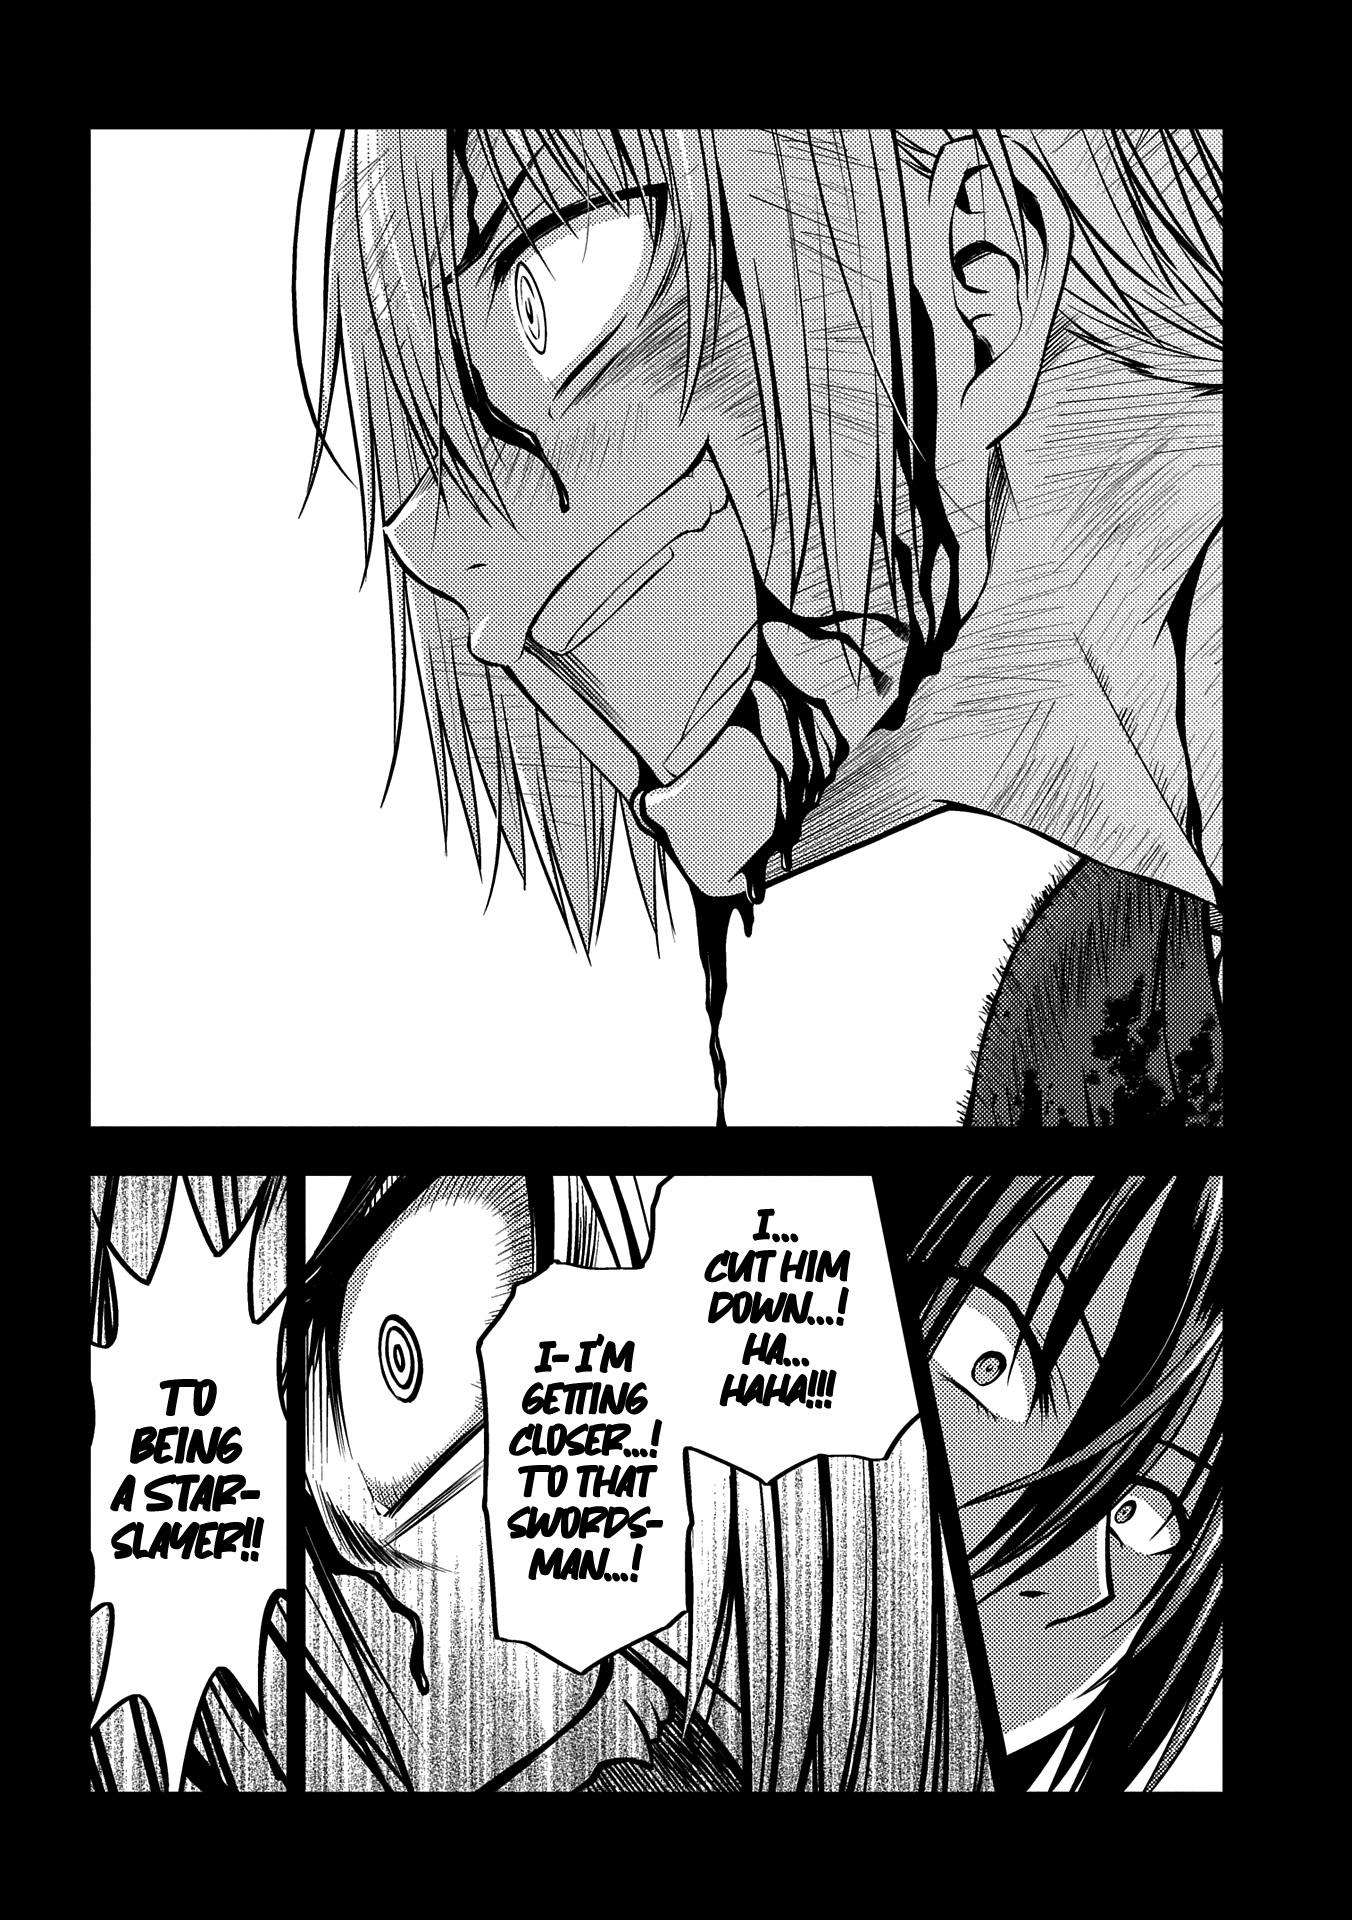 I...
CUT HIM
DOWN...!
HA...
HAHA!!!
I- I'M
GETTING
CLOSER...!
TO THAT
SWORDS-
MAN...!
TO
BEING
A STAR-
SLAYER!!